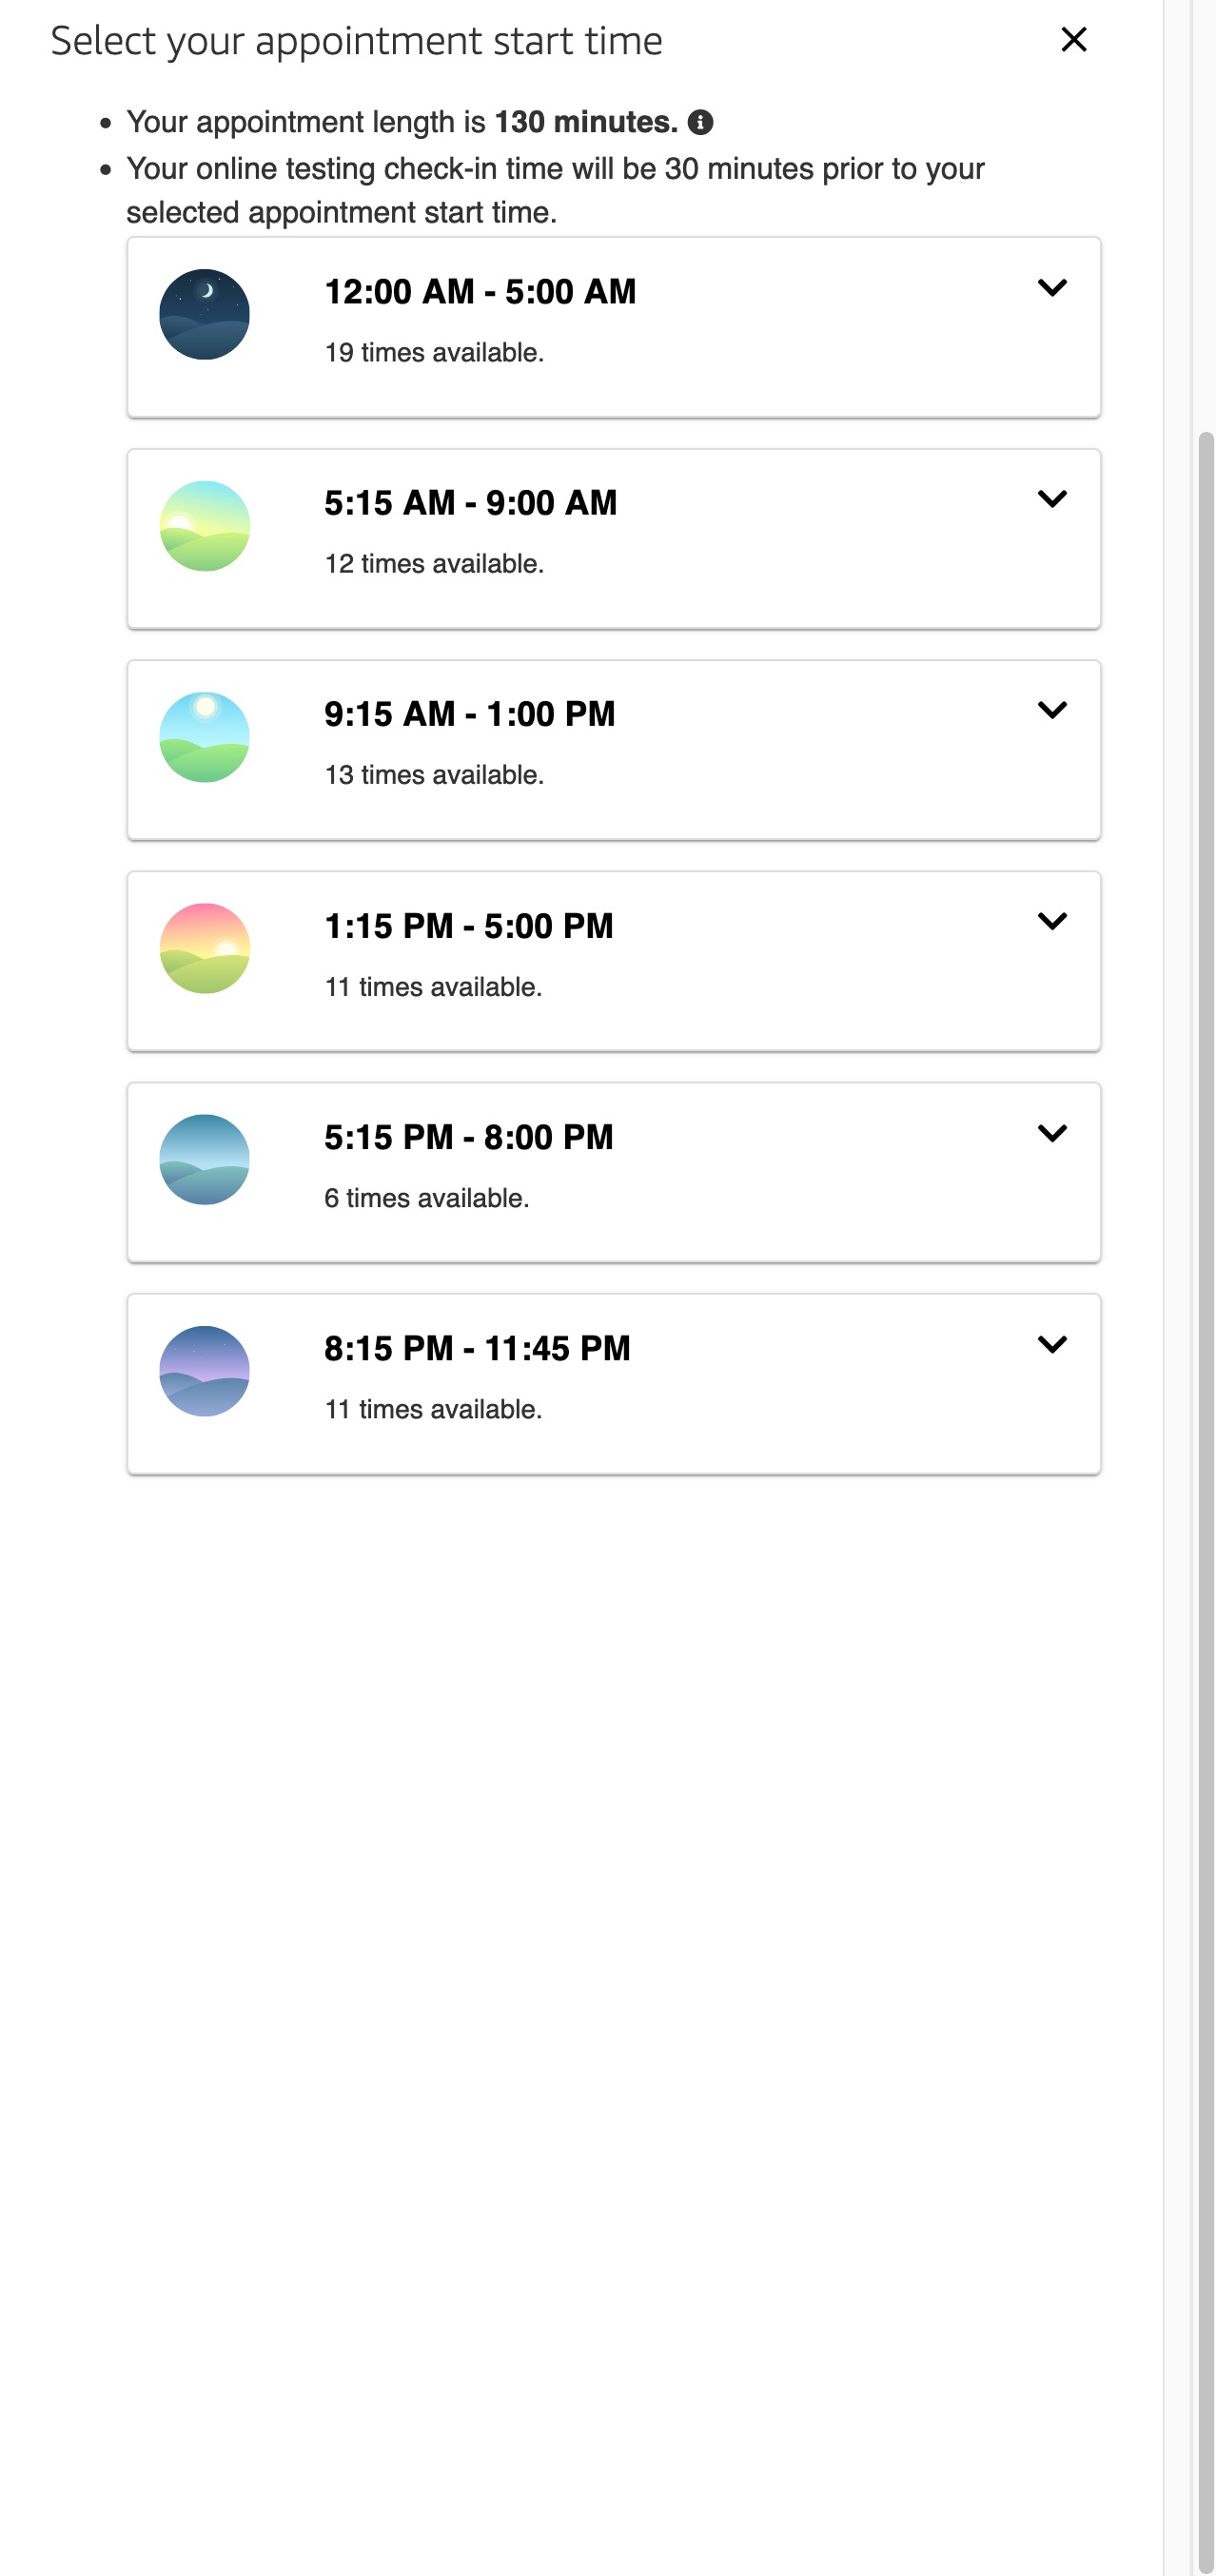 Select your appointment start time
Your appointment length is 130 minutes.
Your online testing check-in time will be 30 minutes prior to your
selected appointment start time.
12:00 AM - 5:00 AM
19 times available.
5:15 AM - 9:00 AM
12 times available.
9:15 AM - 1:00 PM
13 times available.
1:15 PM - 5:00 PM
11 times available.
5:15 PM - 8:00 PM
6 times available.
8:15 PM - 11:45 PM
11 times available.